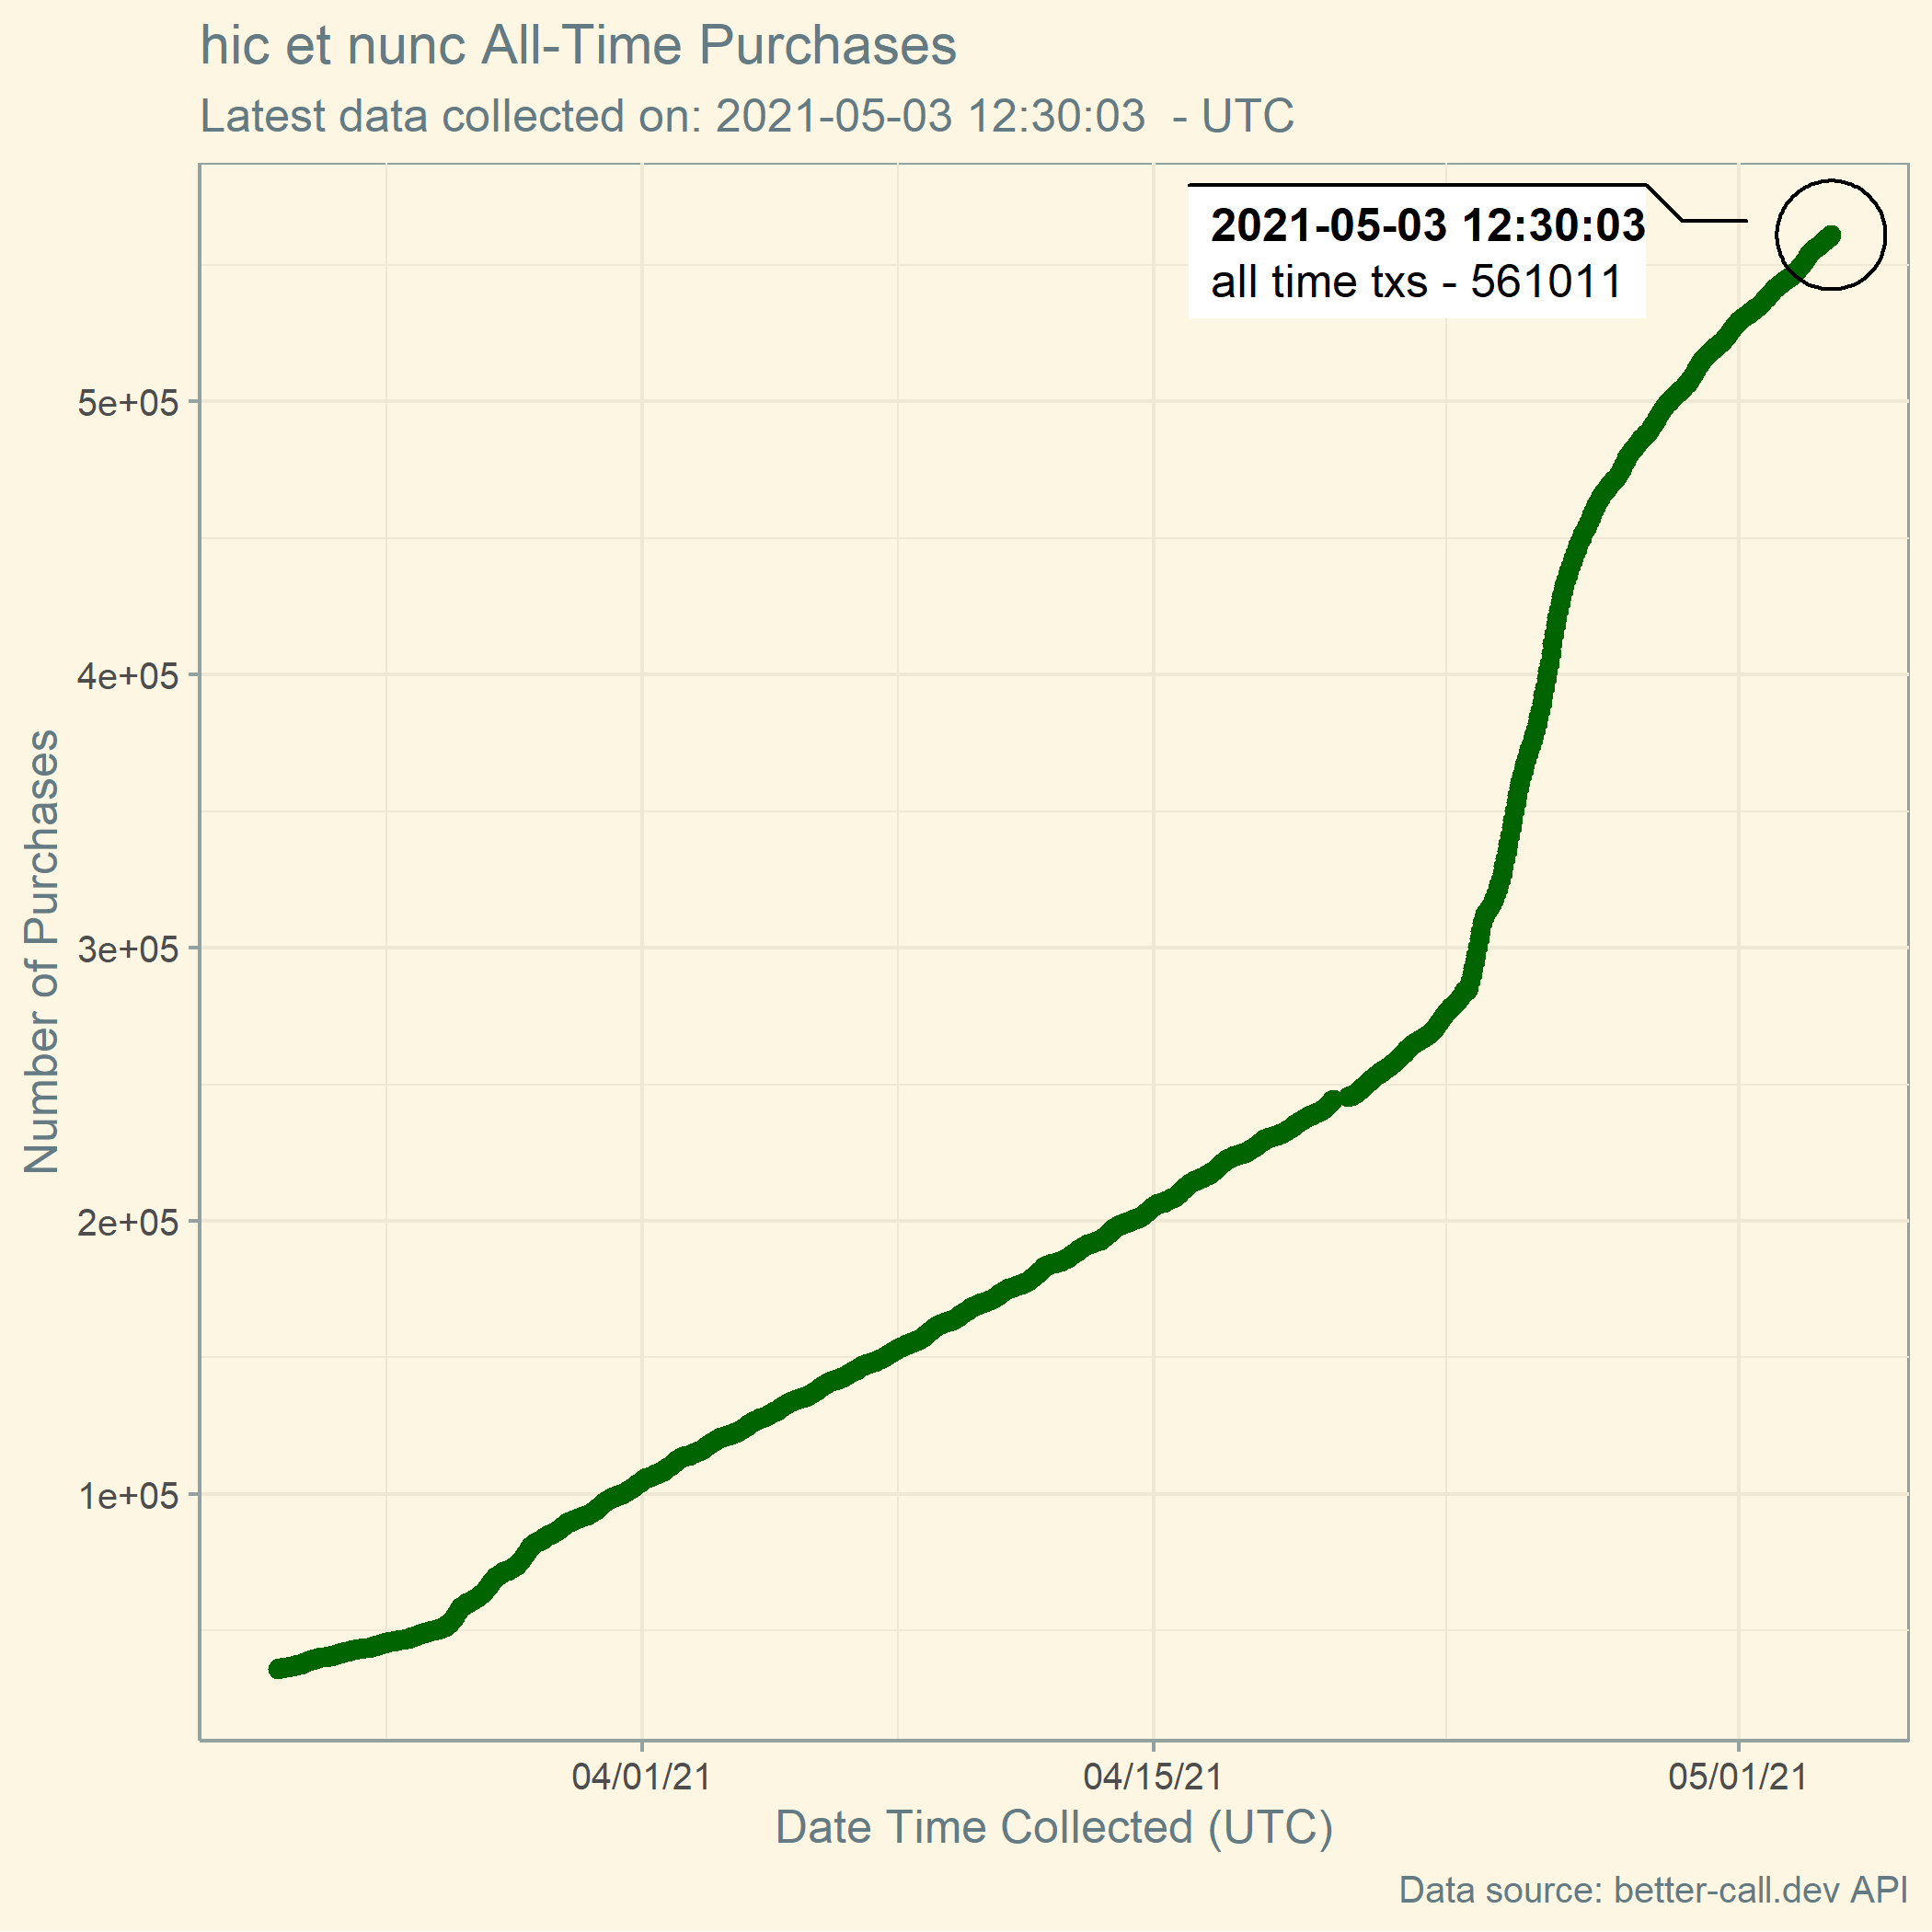 hic et nunc All-Time Purchases
Latest data collected on: 2021-05-03 12:30:03  - UTC
2021-05-03 12:30:03
all time txs - 561011
Number of Purchases
5e+05
4e+05
3e+05
2e+05
1e+05
04/01/21
04/15/21
05/01/21
Date Time Collected (UTC)
Data source: better-call.dev API